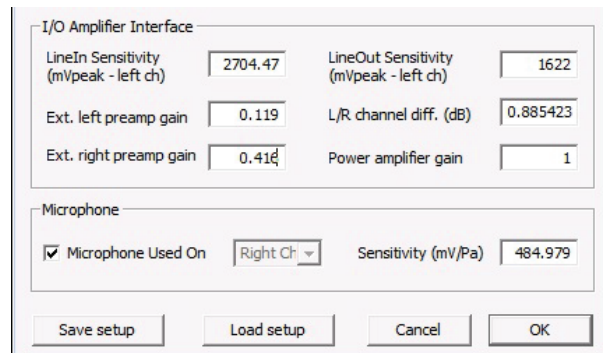 I/O Amplifier Interface
LineIn Sensitivity
(mVpeak - left ch)
2704.47
LineOut Sensitivity
(mVpeak - left ch)
1622
Ext. left preamp gain
0.119
L/R channel diff. (dB)
0.885423
Ext. right preamp gain
0.416
Power amplifier gain
1
Microphone
Microphone Used On
Right Ch
Sensitivity (mV/Pa)
484.979
Save setup
Load setup
Cancel
OK